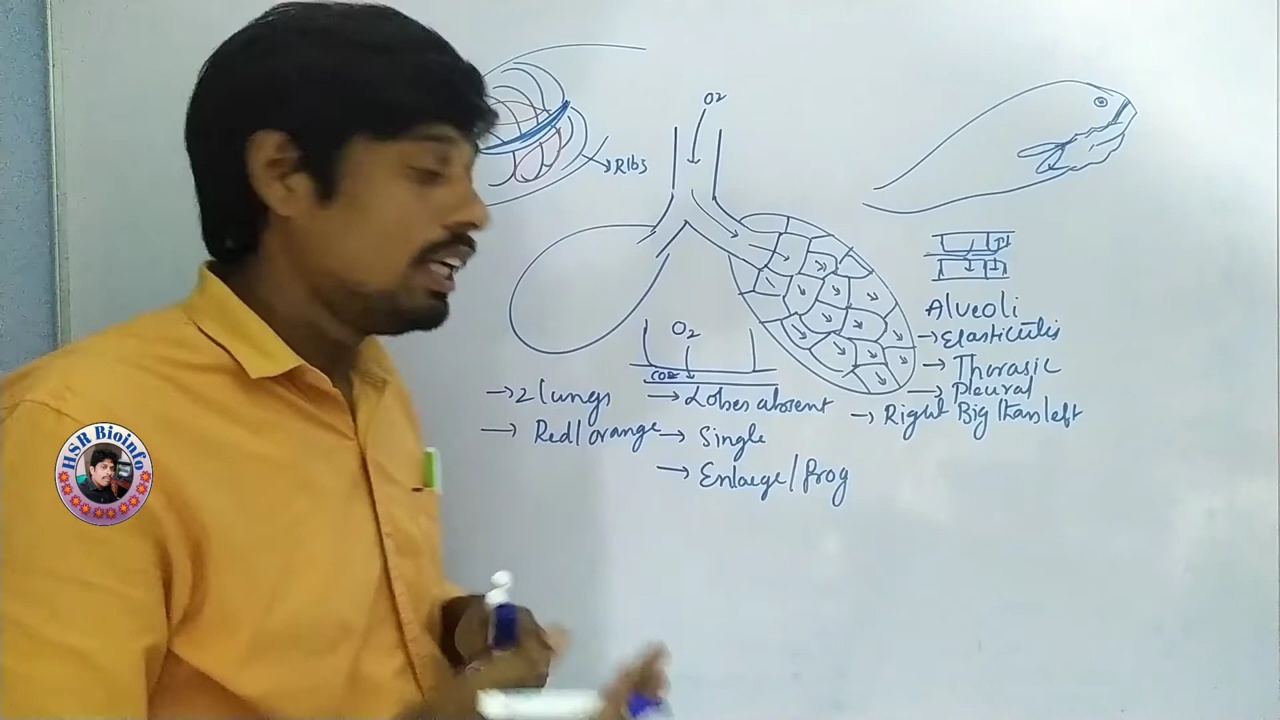 O2
Ribs
O2
CO2
Alveoli
→ Elasticutis
→ Thorasic
→ Pleural
→ Right Big than left
→ 2 lungs
→ Lobes absent
→ Red/orange
→ Single
→ Enlarge/frog
HSR Bioinfo